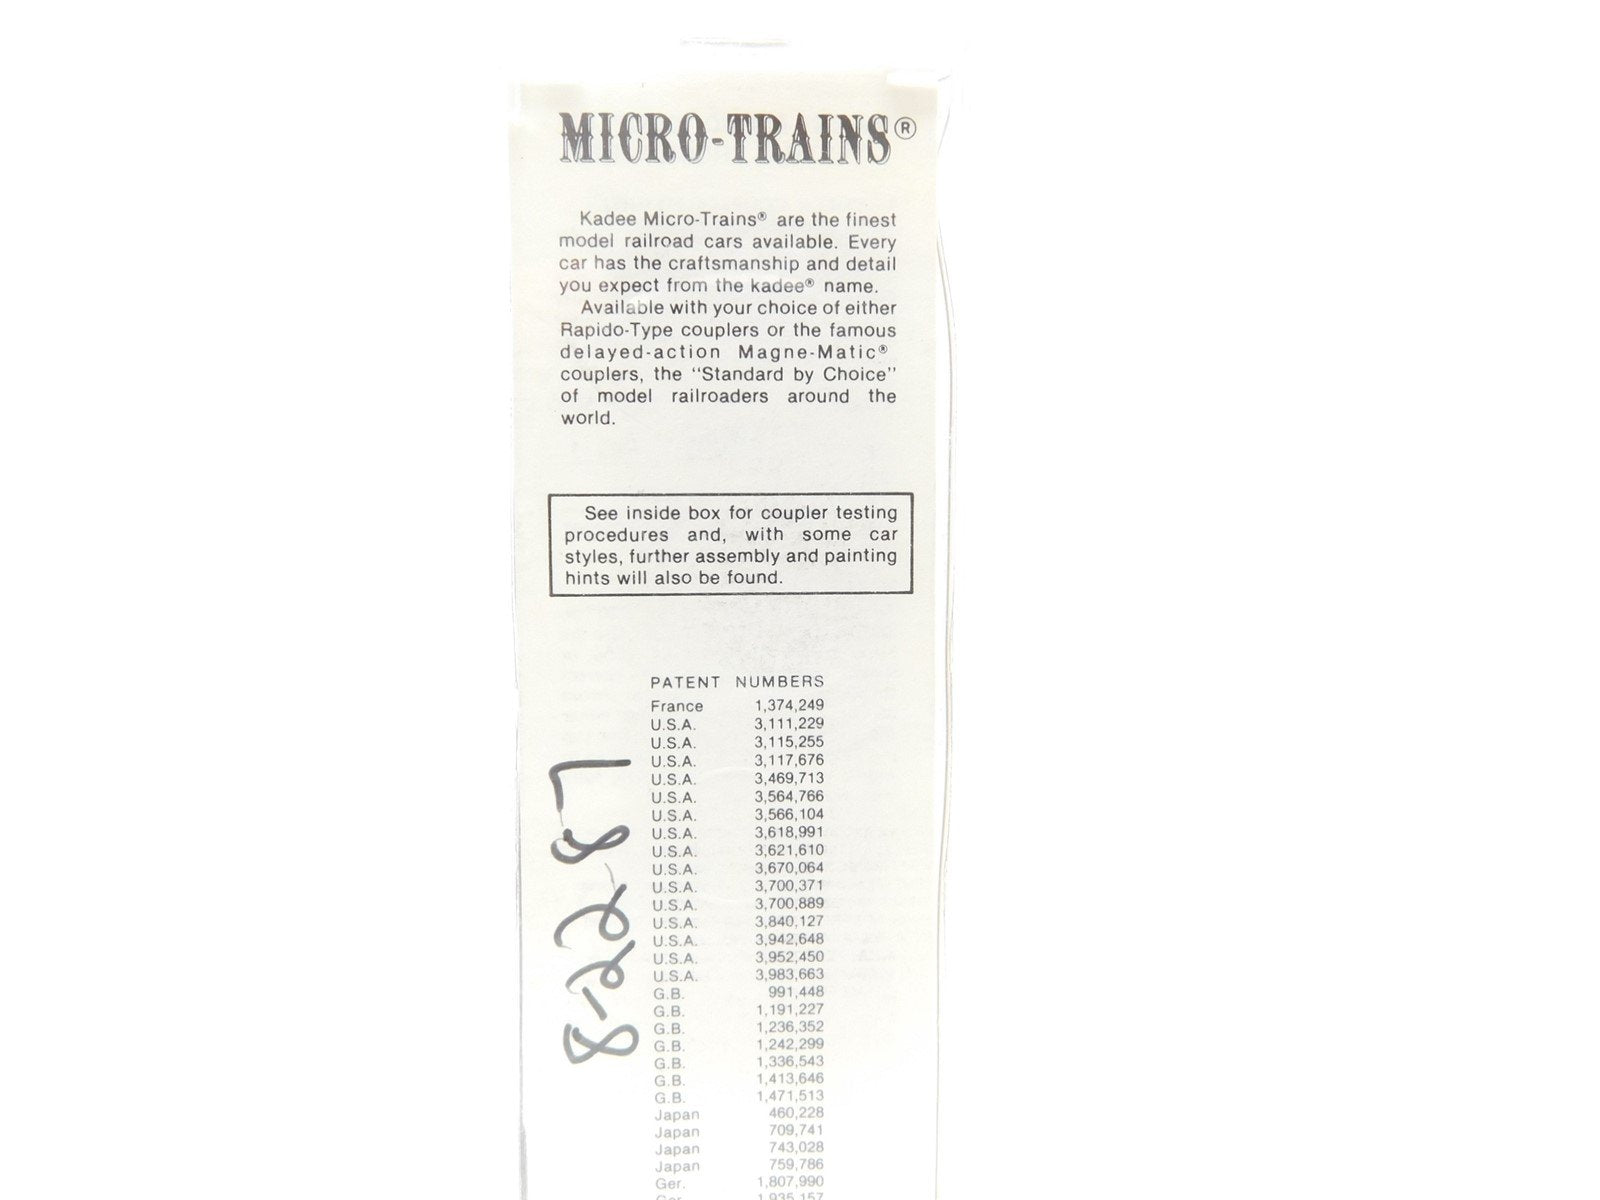 MICRO-TRAINS®
Kadee Micro-Trains® are the finest
model railroad cars available. Every
car has the craftsmanship and detail
you expect from the kadee® name.
Available with your choice of either
Rapido-Type couplers or the famous
delayed-action Magne-Matic®
couplers, the "Standard by Choice"
of model railroaders around the
world.
See inside box for coupler testing
procedures and, with some car
styles, further assembly and painting
hints will also be found.
PATENT NUMBERS
France 1,374,249
U.S.A. 3,111,229
U.S.A. 3,115,255
U.S.A. 3,117,676
U.S.A. 3,469,713
U.S.A. 3,564,766
U.S.A. 3,566,104
U.S.A. 3,618,991
U.S.A. 3,621,610
U.S.A. 3,670,064
U.S.A. 3,700,371
U.S.A. 3,700,889
U.S.A. 3,840,127
U.S.A. 3,942,648
U.S.A. 3,952,450
U.S.A. 3,983,663
G.B. 991,448
G.B. 1,191,227
G.B. 1,236,352
G.B. 1,242,299
G.B. 1,336,543
G.B. 1,413,646
G.B. 1,471,513
Japan 460,228
Japan 709,741
Japan 743,028
Japan 759,786
Ger. 1,807,990
Ger. 1,935,157
8-22-87